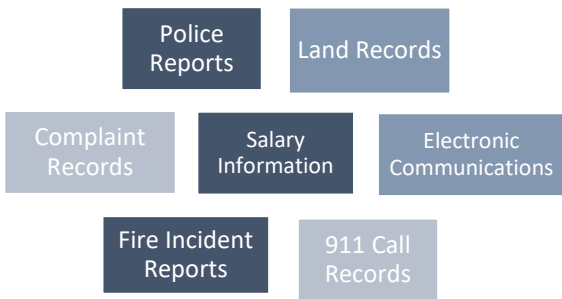 Police
Reports
Land Records
Complaint
Records
Salary
Information
Electronic
Communications
Fire Incident
Reports
911 Call
Records